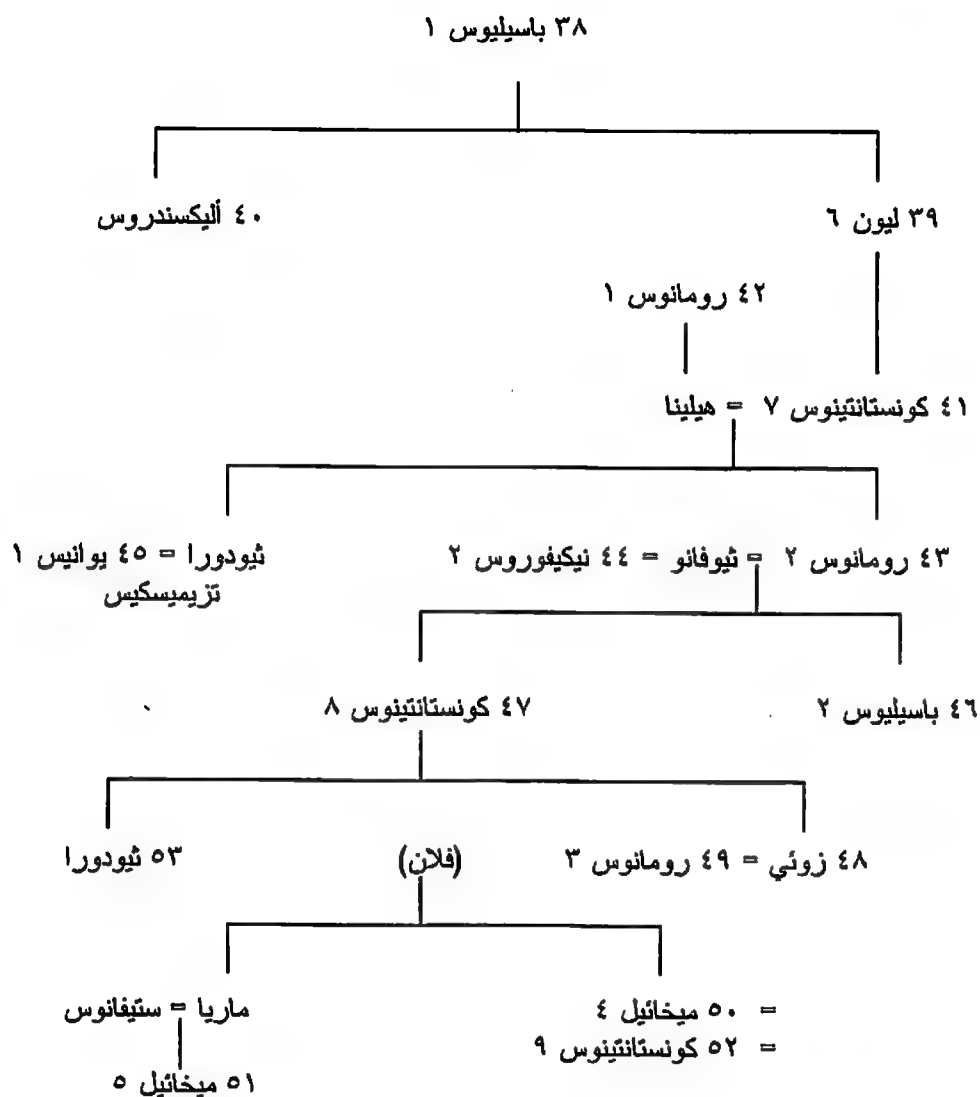 ٣٨ باسيليوس ١
٣٩ ليون ٦
٤٠ أليكسندروس
٤٢ رومانوس ١
٤١ كونستانتينوس ٧ = هيلينا
٤٣ رومانوس ٢ = ثيوفانو = ٤٤ نيكيفوروس ٢
ثيودورا = ٤٥ يوانيس ١
تزيميسكيس
٤٦ باسيليوس ٢
٤٧ كونستانتينوس ٨
٤٨ زوئي = ٤٩ رومانوس ٣
(فلان)
٥٣ ثيودورا
= ٥٠ ميخائيل ٤
= ٥٢ كونستانتينوس ٩
ماريا = ستيفانوس
٥١ ميخائيل ٥